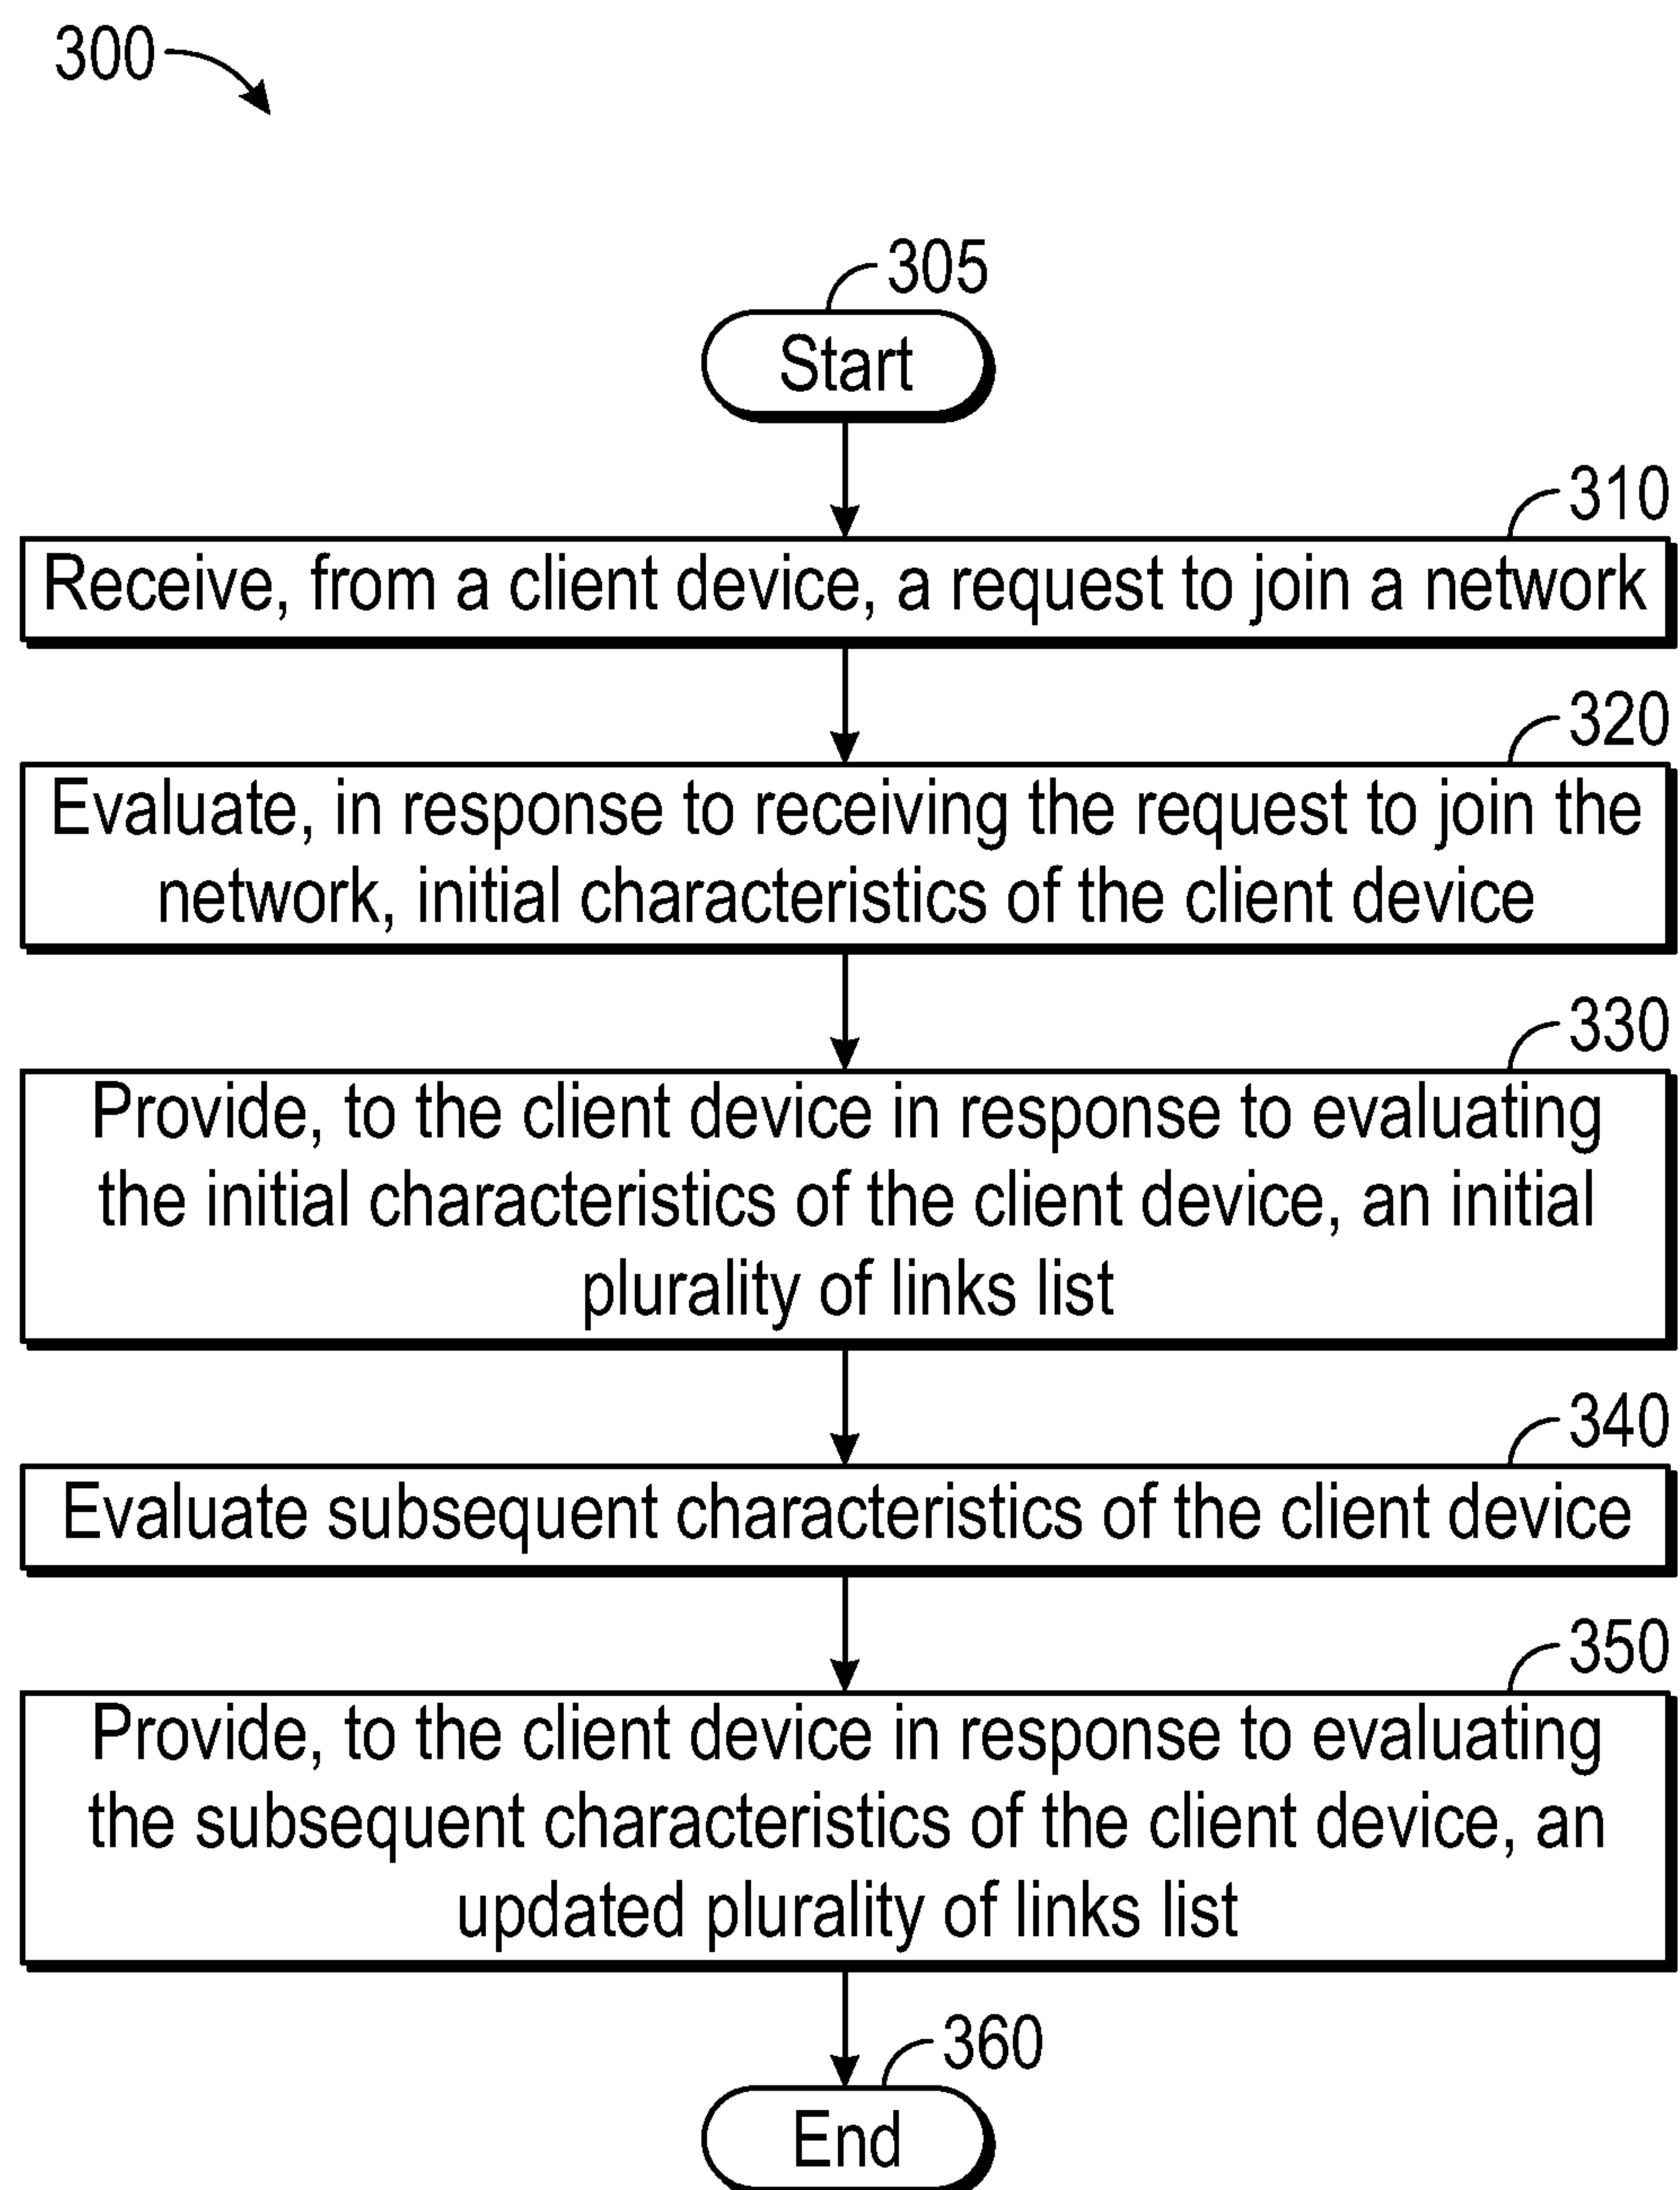 300
305
Start
310
Receive, from a client device, a request to join a network
320
Evaluate, in response to receiving the request to join the
network, initial characteristics of the client device
330
Provide, to the client device in response to evaluating
the initial characteristics of the client device, an initial
plurality of links list
340
Evaluate subsequent characteristics of the client device
350
Provide, to the client device in response to evaluating
the subsequent characteristics of the client device, an
updated plurality of links list
360
End